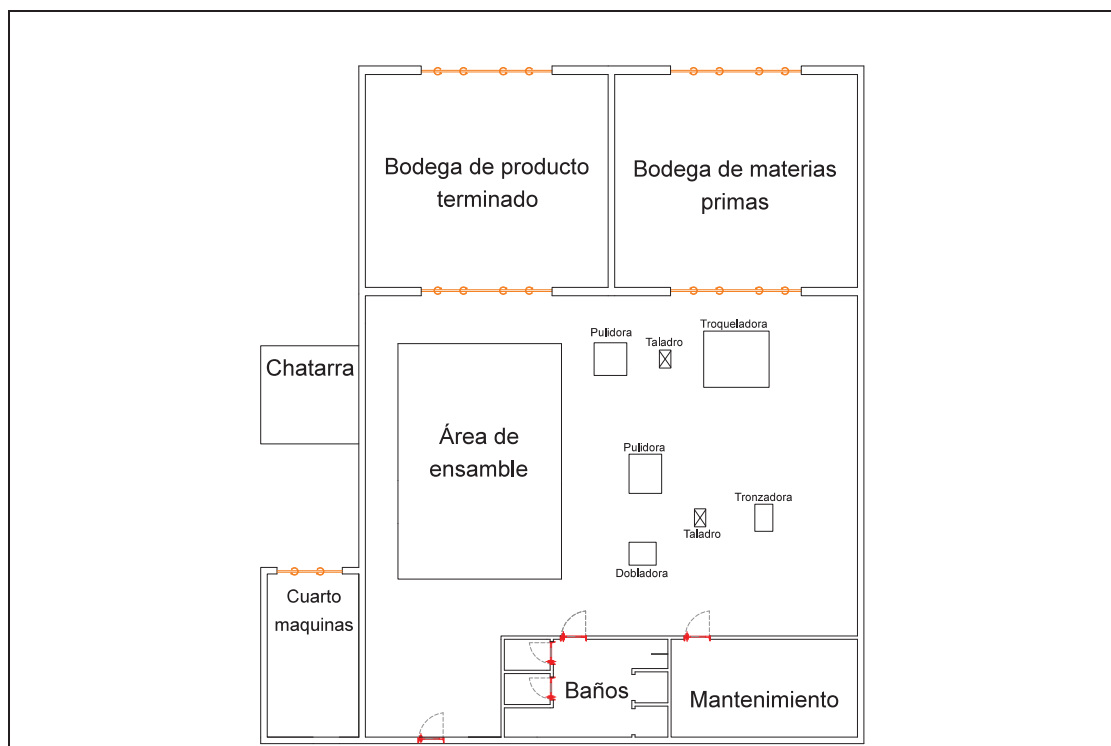 Bodega de producto
terminado
Bodega de materias
primas
Pulidora
Taladro
Troqueladora
Chatarra
Área de
ensamble
Pulidora
Tronzadora
Taladro
Dobladora
Cuarto
maquinas
Baños
Mantenimiento